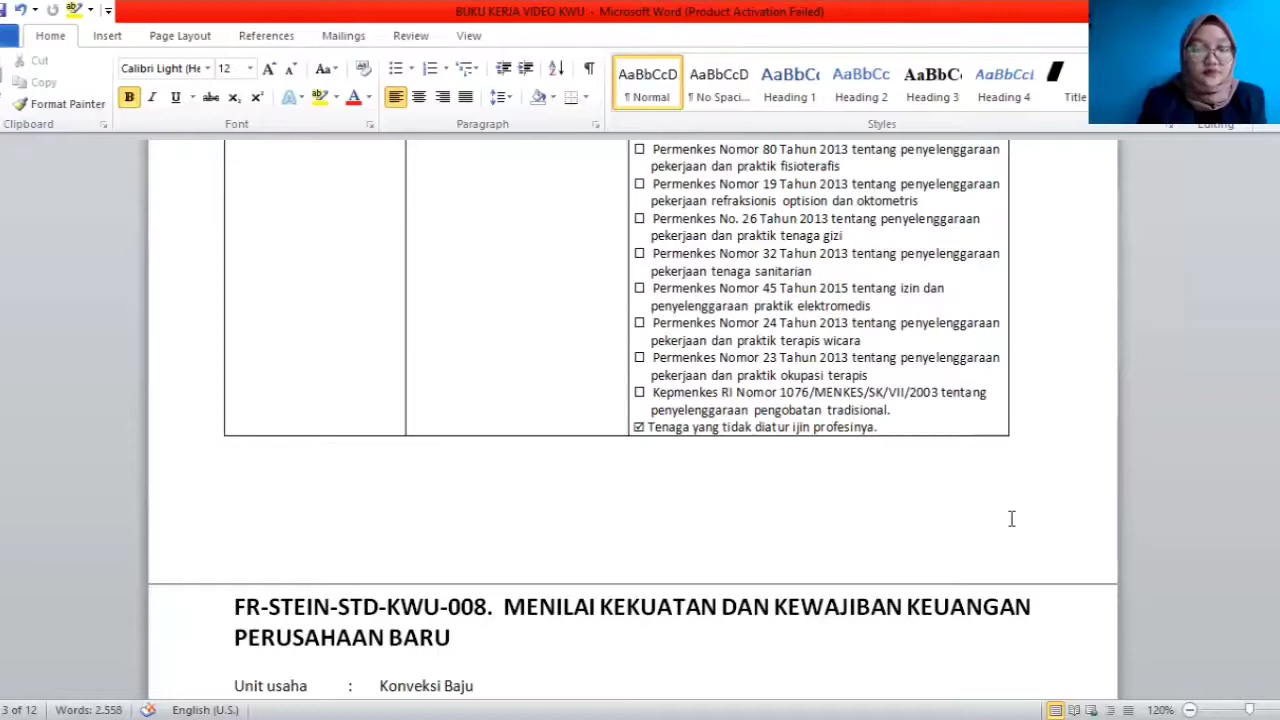 BUKU KERJA VIDEO KWU - Microsoft Word (Product Activation Failed)
Home Insert Page Layout References Mailings Review View
Cut
Copy
Format Painter
Clipboard
Calibri Light (He 12
Font
Paragraph
AaBbCcD AaBbCcD AaBbCc AaBbCc AaBbC AaBbCcI
¶ Normal ¶ No Spaci... Heading 1 Heading 2 Heading 3 Heading 4 Title
Styles
Editing
☐ Permenkes Nomor 80 Tahun 2013 tentang penyelenggaraan
pekerjaan dan praktik fisioterafis
☐ Permenkes Nomor 19 Tahun 2013 tentang penyelenggaraan
pekerjaan refraksionis optision dan oktometris
☐ Permenkes No. 26 Tahun 2013 tentang penyelenggaraan
pekerjaan dan praktik tenaga gizi
☐ Permenkes Nomor 32 Tahun 2013 tentang penyelenggaraan
pekerjaan tenaga sanitarian
☐ Permenkes Nomor 45 Tahun 2015 tentang izin dan
penyelenggaraan praktik elektromedis
☐ Permenkes Nomor 24 Tahun 2013 tentang penyelenggaraan
pekerjaan dan praktik terapis wicara
☐ Permenkes Nomor 23 Tahun 2013 tentang penyelenggaraan
pekerjaan dan praktik okupasi terapis
☐ Kepmenkes RI Nomor 1076/MENKES/SK/VII/2003 tentang
penyelenggaraan pengobatan tradisional.
☑ Tenaga yang tidak diatur ijin profesinya.
FR-STEIN-STD-KWU-008. MENILAI KEKUATAN DAN KEWAJIBAN KEUANGAN
PERUSAHAAN BARU
Unit usaha : Konveksi Baju
3 of 12 Words: 2.558 English (U.S.) 120%